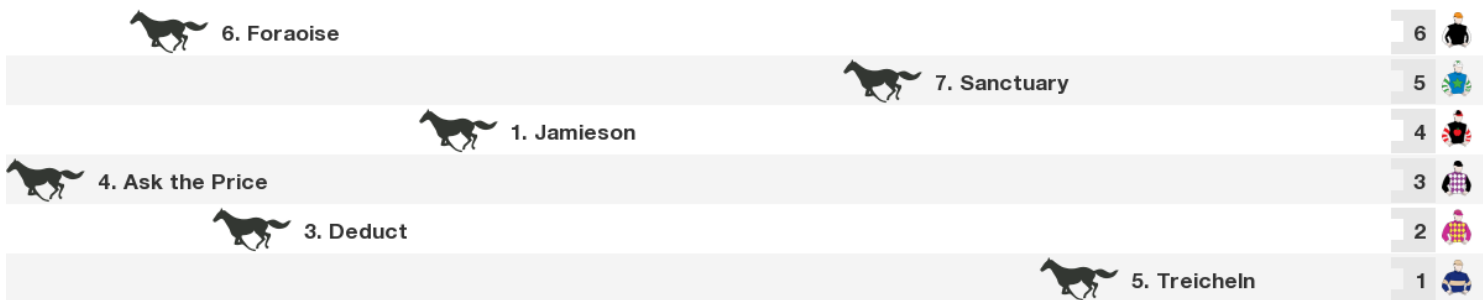 6. Foraoise 6
7. Sanctuary 5
1. Jamieson 4
4. Ask the Price 3
3. Deduct 2
5. Treicheln 1